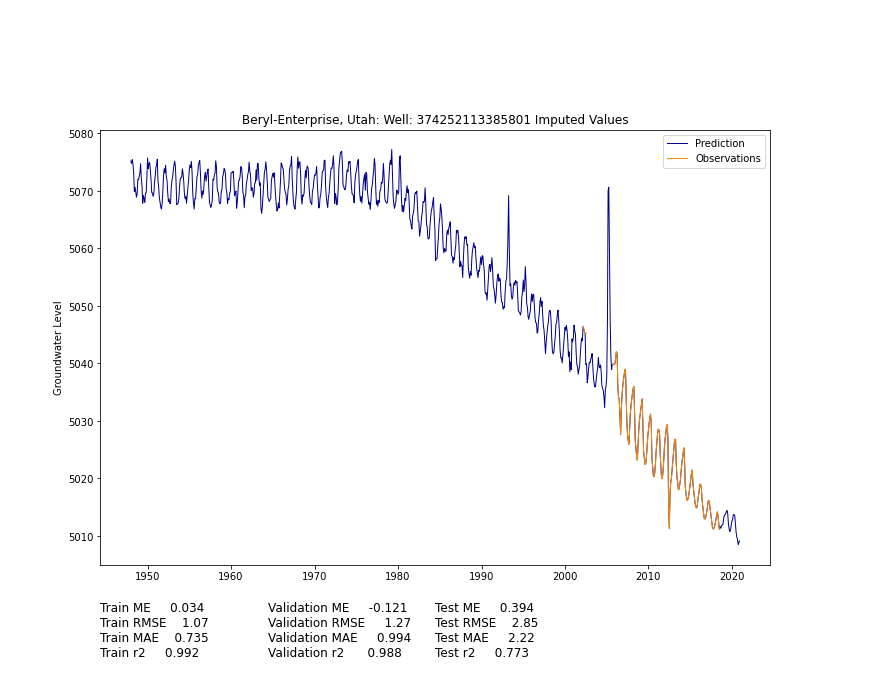 Beryl-Enterprise, Utah: Well: 374252113385801 Imputed Values
Prediction
Observations
Groundwater Level
5080
5070
5060
5050
5040
5030
5020
5010
1950 1960 1970 1980 1990 2000 2010 2020
Train ME 0.034 Validation ME -0.121 Test ME 0.394
Train RMSE 1.07 Validation RMSE 1.27 Test RMSE 2.85
Train MAE 0.735 Validation MAE 0.994 Test MAE 2.22
Train r2 0.992 Validation r2 0.988 Test r2 0.773